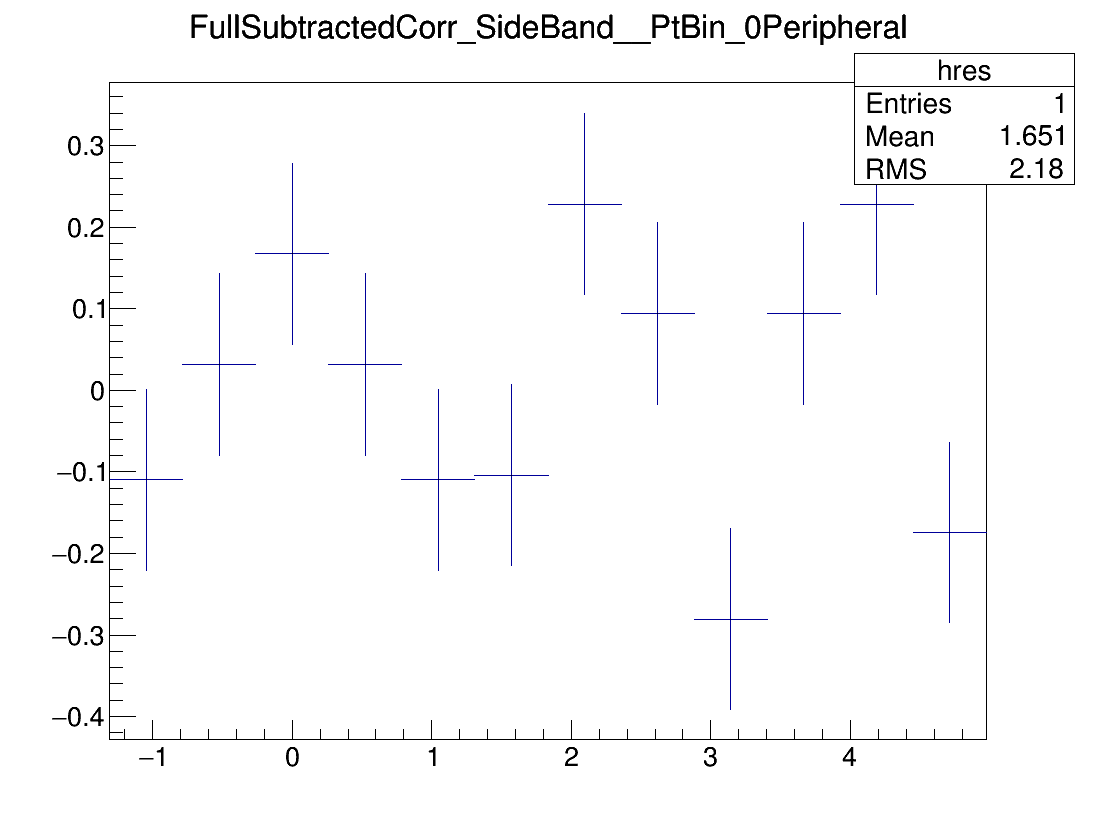 FullSubtractedCorr_SideBand__PtBin_0Peripheral
hres
Entries 1
Mean 1.651
RMS 2.18
0.3
0.2
0.1
0
−0.1
−0.2
−0.3
−0.4
−1 0 1 2 3 4